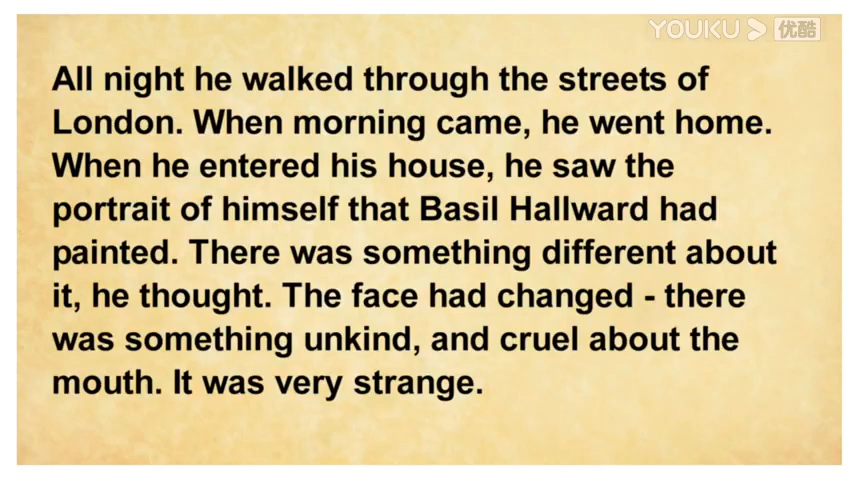 YOUKU 优酷
All night he walked through the streets of
London. When morning came, he went home.
When he entered his house, he saw the
portrait of himself that Basil Hallward had
painted. There was something different about
it, he thought. The face had changed - there
was something unkind, and cruel about the
mouth. It was very strange.